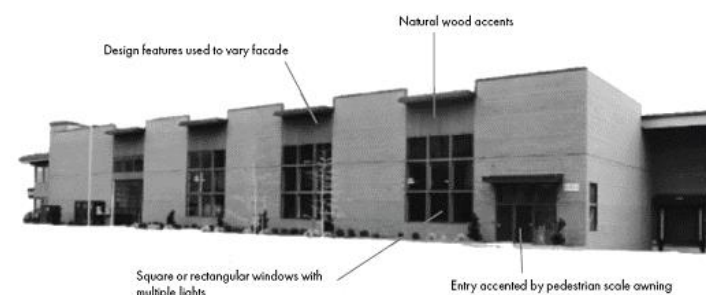 Natural wood accents
Design features used to vary facade
Square or rectangular windows with
multiple lights
Entry accented by pedestrian scale awning